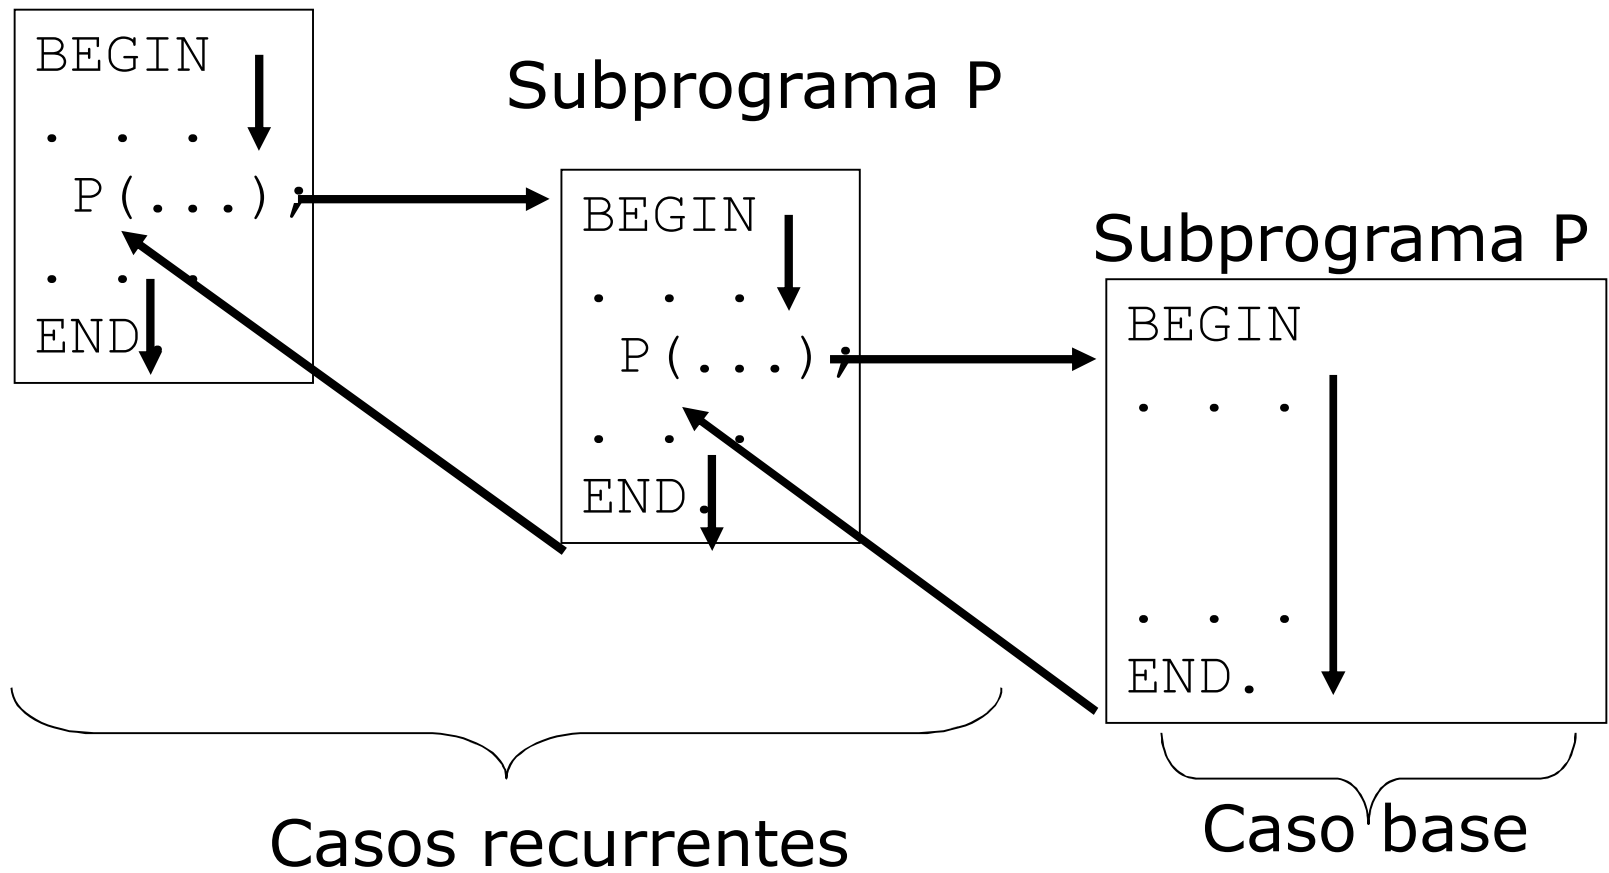 BEGIN
. . .
P(...);
. . .
END.
Subprograma P
BEGIN
. . .
P(...);
. . .
END.
Subprograma P
BEGIN
. . .
. . .
END.
Casos recurrentes
Caso base